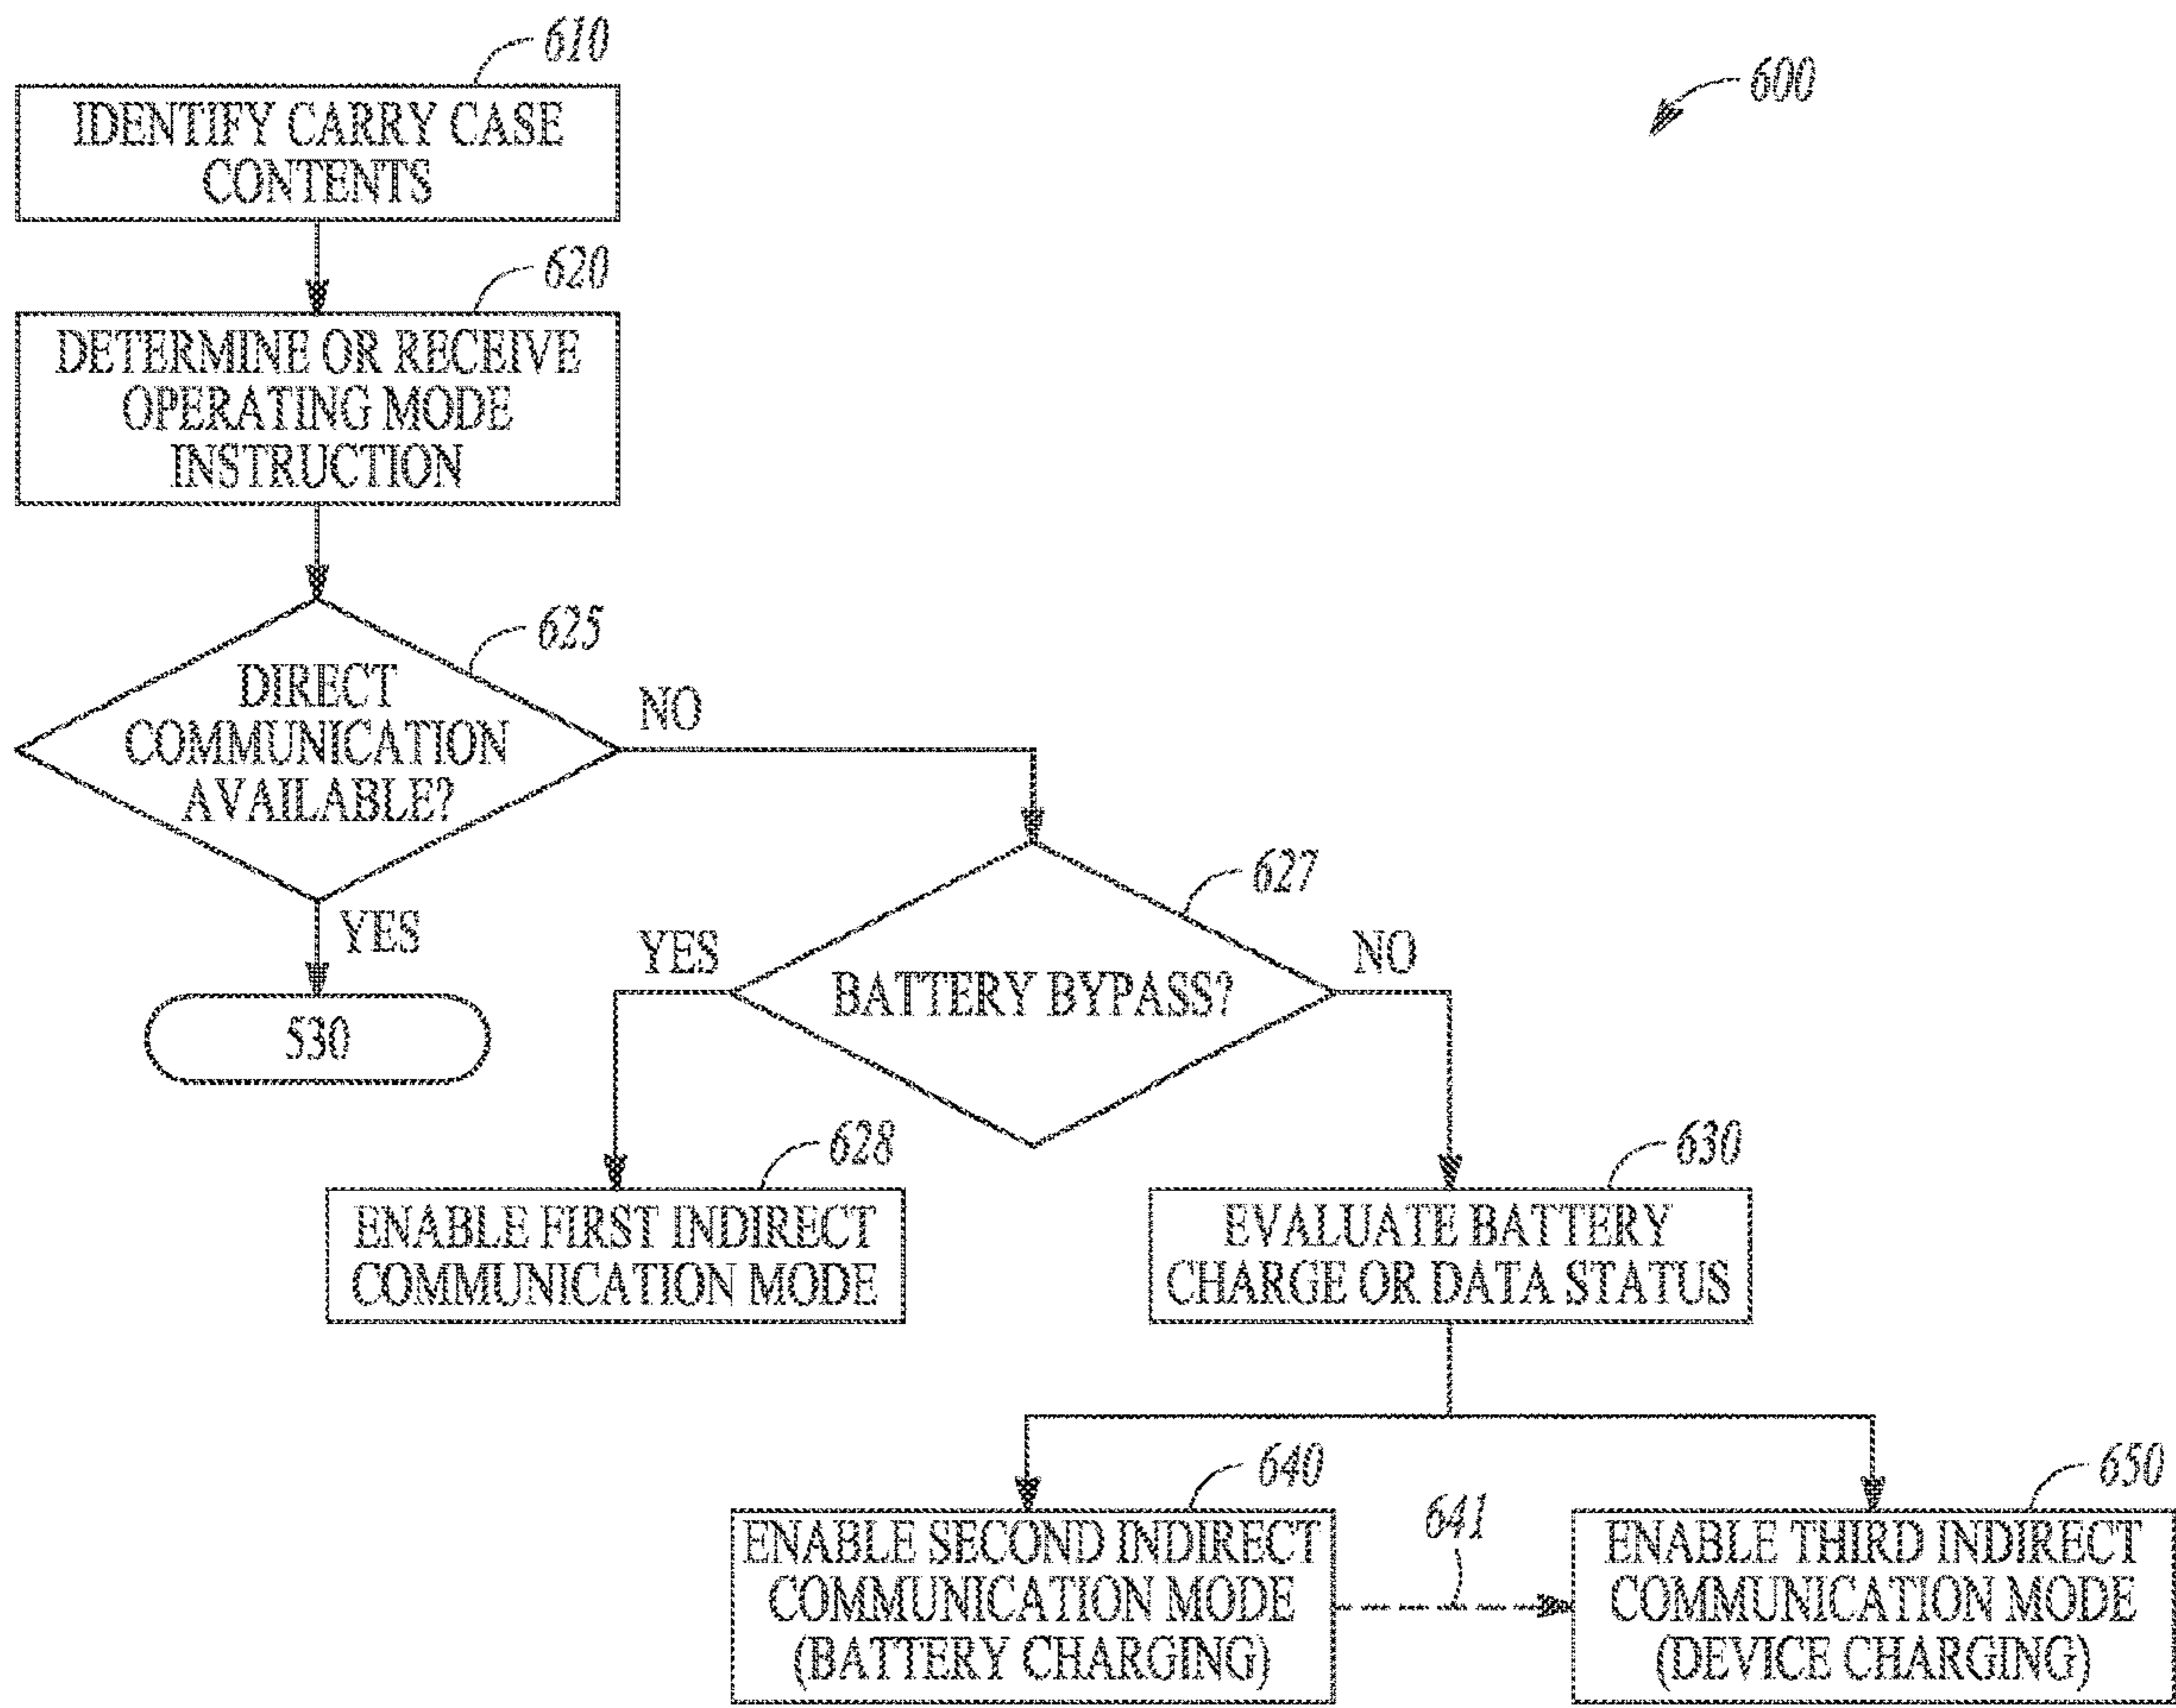 610
600
IDENTIFY CARRY CASE
CONTENTS
620
DETERMINE OR RECEIVE
OPERATING MODE
INSTRUCTION
625
DIRECT
COMMUNICATION
AVAILABLE?
NO
YES
530
627
BATTERY BYPASS?
YES
NO
628
ENABLE FIRST INDIRECT
COMMUNICATION MODE
630
EVALUATE BATTERY
CHARGE OR DATA STATUS
640
ENABLE SECOND INDIRECT
COMMUNICATION MODE
(BATTERY CHARGING)
641
650
ENABLE THIRD INDIRECT
COMMUNICATION MODE
(DEVICE CHARGING)